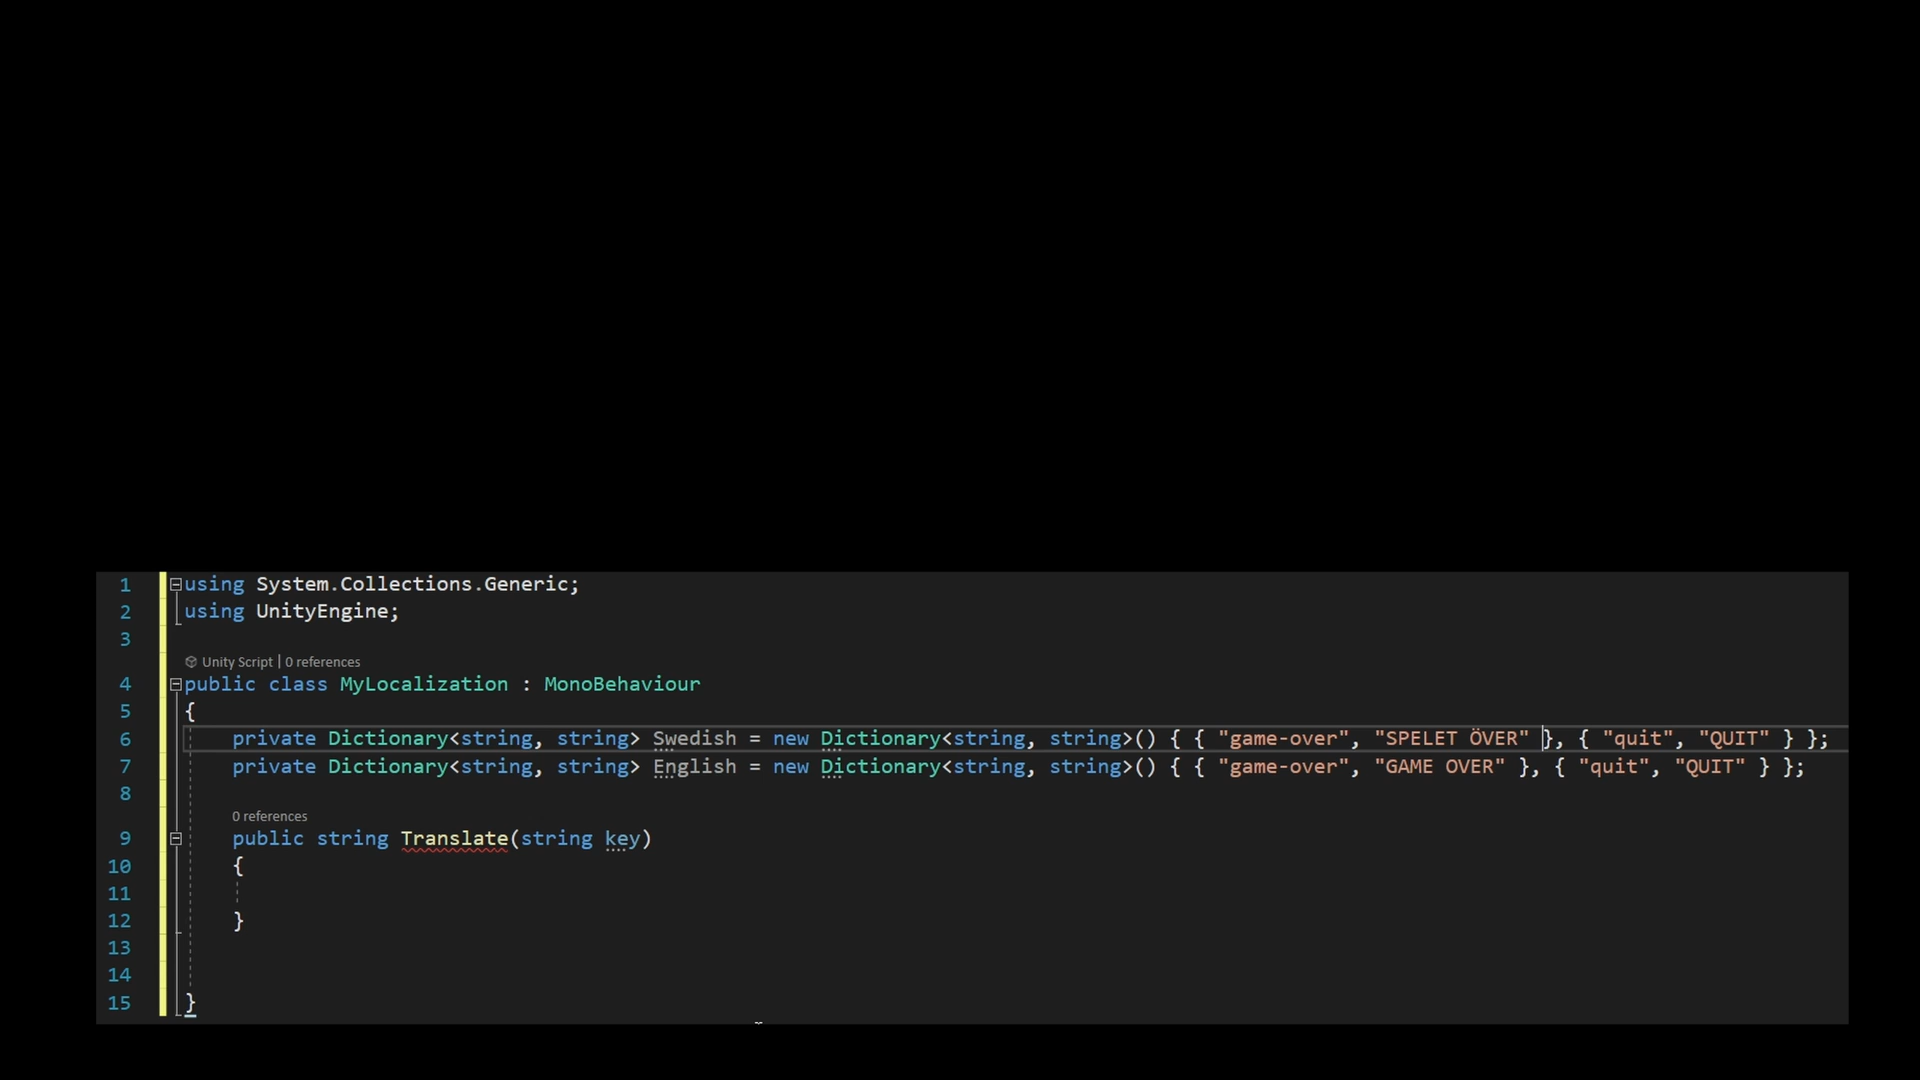 1 using System.Collections.Generic;
2 using UnityEngine;
3
Unity Script | 0 references
4 public class MyLocalization : MonoBehaviour
5 {
6 private Dictionary<string, string> Swedish = new Dictionary<string, string>() { { "game-over", "SPELET ÖVER" }, { "quit", "QUIT" } };
7 private Dictionary<string, string> English = new Dictionary<string, string>() { { "game-over", "GAME OVER" }, { "quit", "QUIT" } };
8
0 references
9 public string Translate(string key)
10 {
11
12 }
13
14
15 }